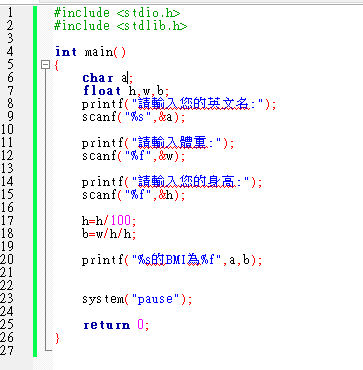 1 #include <stdio.h>
2 #include <stdlib.h>
3
4 int main()
5 {
6 char a;
7 float h,w,b;
8 printf("請輸入您的英文名:");
9 scanf("%s",&a);
10
11 printf("請輸入體重:");
12 scanf("%f",&w);
13
14 printf("請輸入您的身高:");
15 scanf("%f",&h);
16
17 h=h/100;
18 b=w/h/h;
19
20 printf("%s的BMI為%f",a,b);
21
22
23 system("pause");
24
25 return 0;
26 }
27